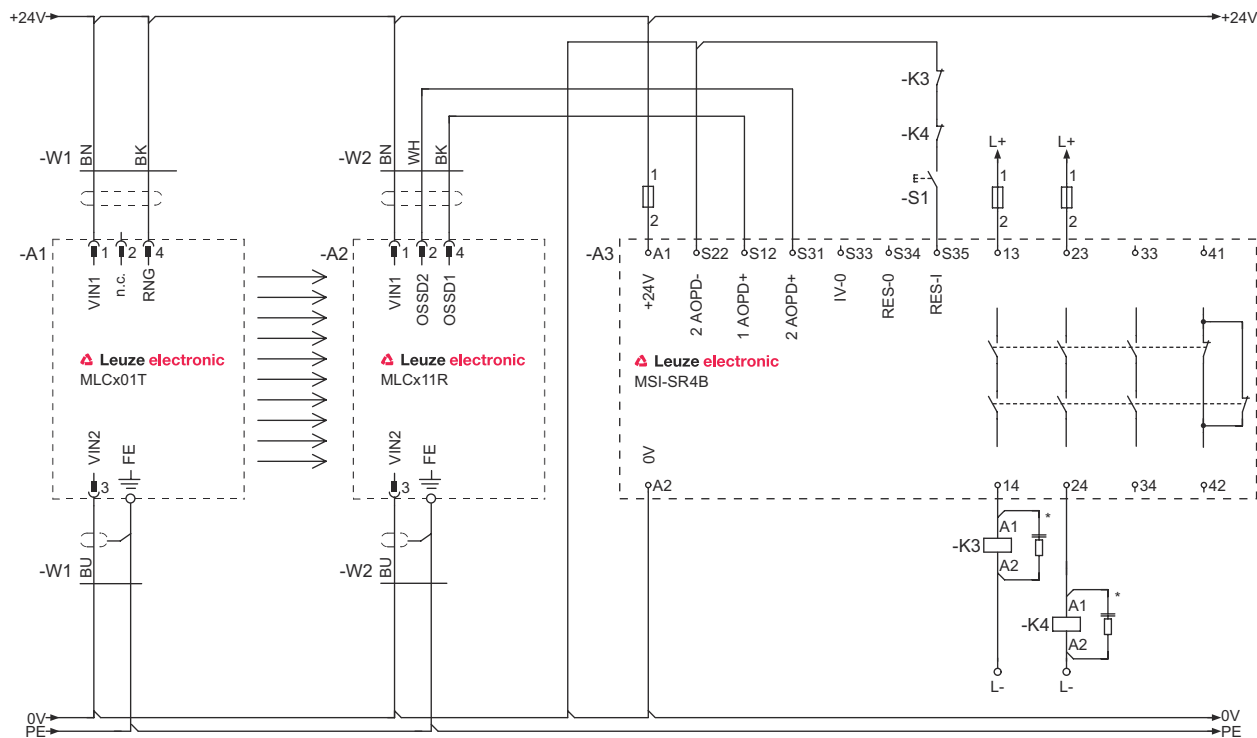 +24V
+24V
-K3
-K4
-S1
L+
L+
-W1
BN
BK
-W2
BN
WH
BK
1
2
1
2
1
2
-A1
1
2
4
VIN1
n.c.
RNG
Leuze electronic
MLCx01T
VIN2
FE
3
-W1
BU
-A2
1
2
4
VIN1
OSSD2
OSSD1
Leuze electronic
MLCx11R
VIN2
FE
3
-W2
BU
-A3
A1
S22
S12
S31
S33
S34
S35
13
23
33
41
+24V
2 AOPD-
1 AOPD+
2 AOPD+
IV-0
RES-0
RES-I
Leuze electronic
MSI-SR4B
0V
A2
14
24
34
42
-K3
A1
A2
*
-K4
A1
A2
*
L-
L-
0V
PE
0V
PE